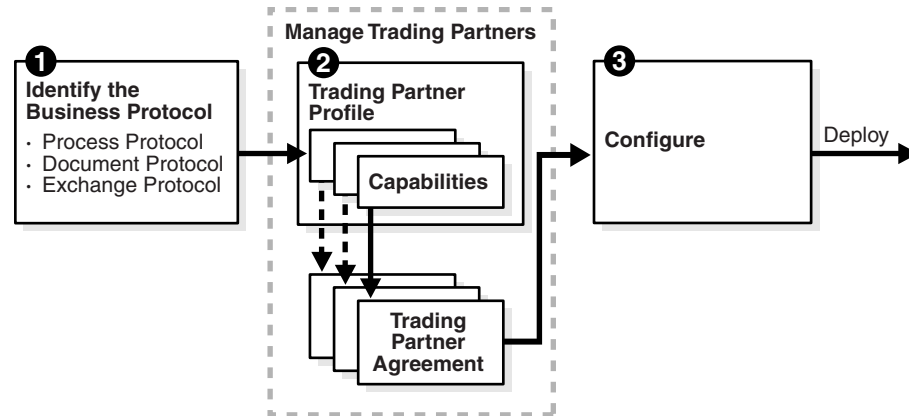 Manage Trading Partners
1
Identify the
Business Protocol
· Process Protocol
· Document Protocol
· Exchange Protocol
2
Trading Partner
Profile
Capabilities
Trading
Partner
Agreement
3
Configure
Deploy